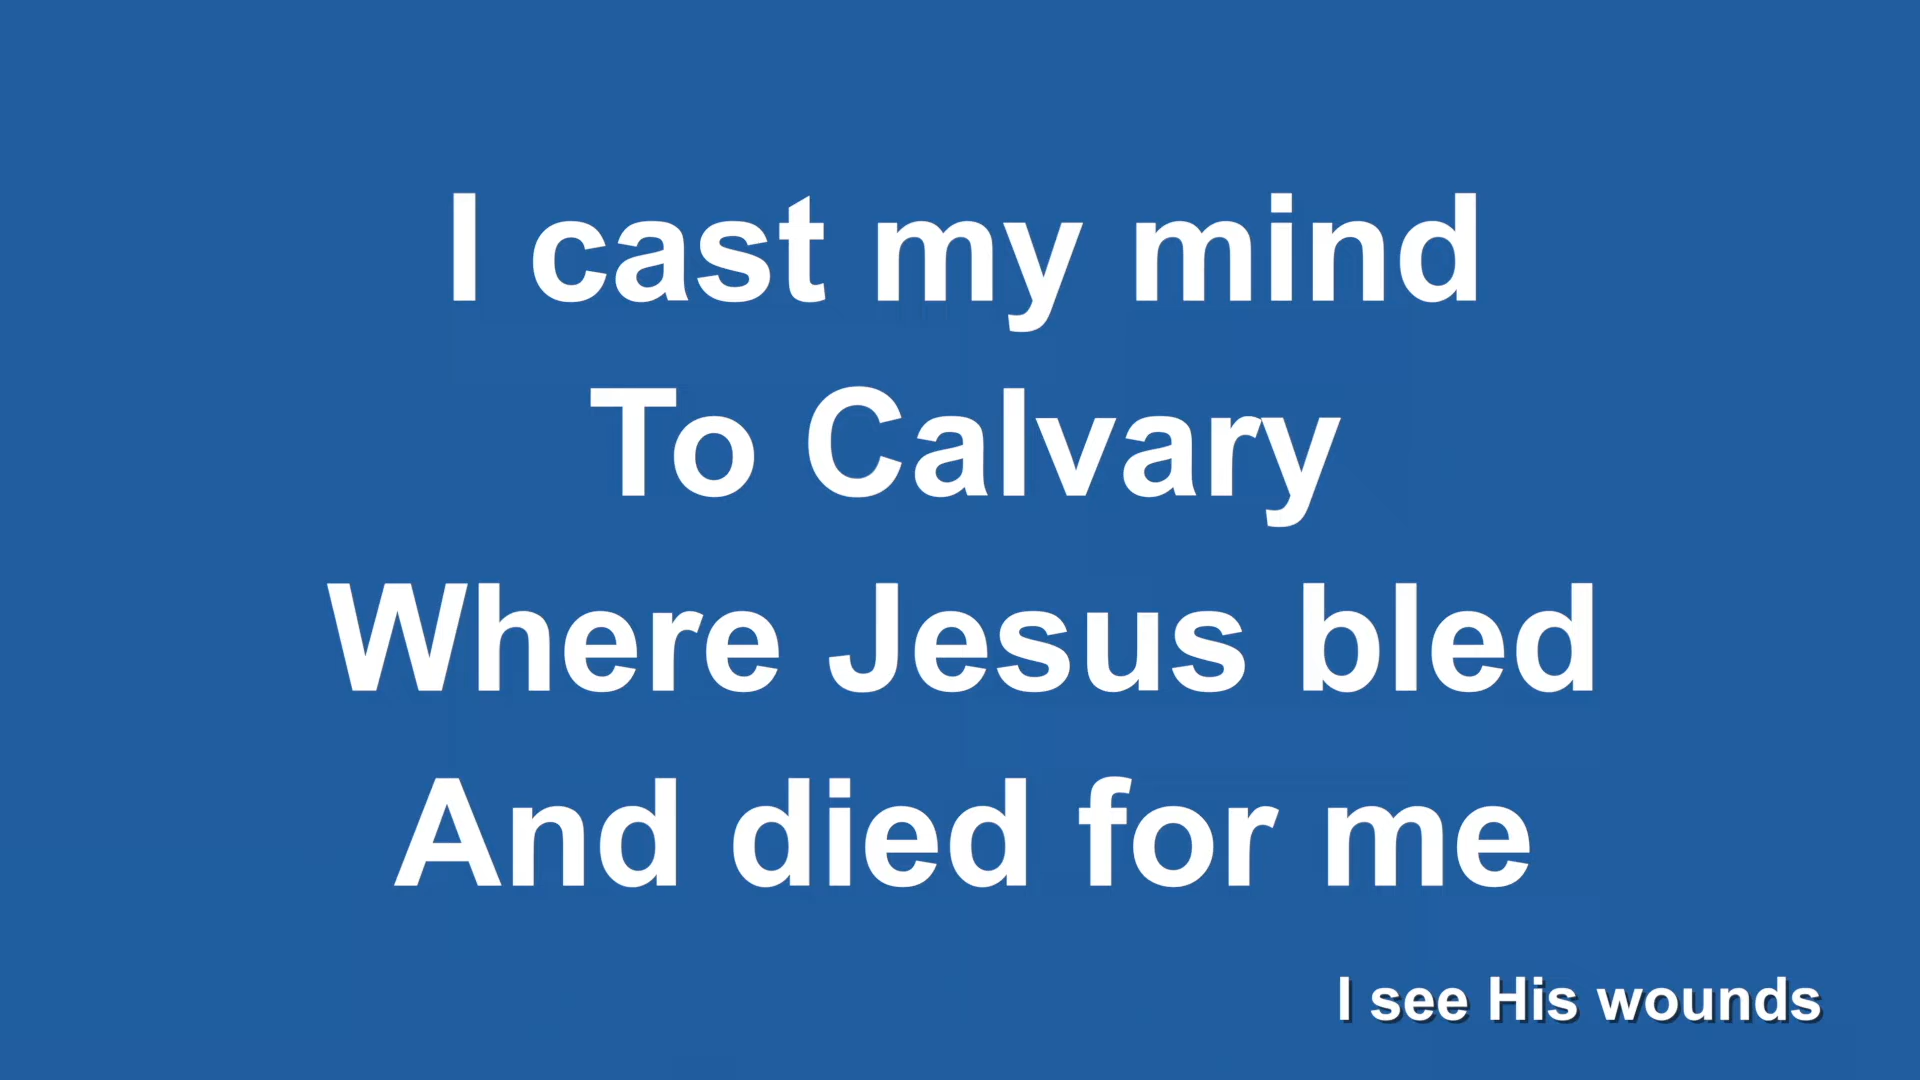 I cast my mind
To Calvary
Where Jesus bled
And died for me
I see His wounds